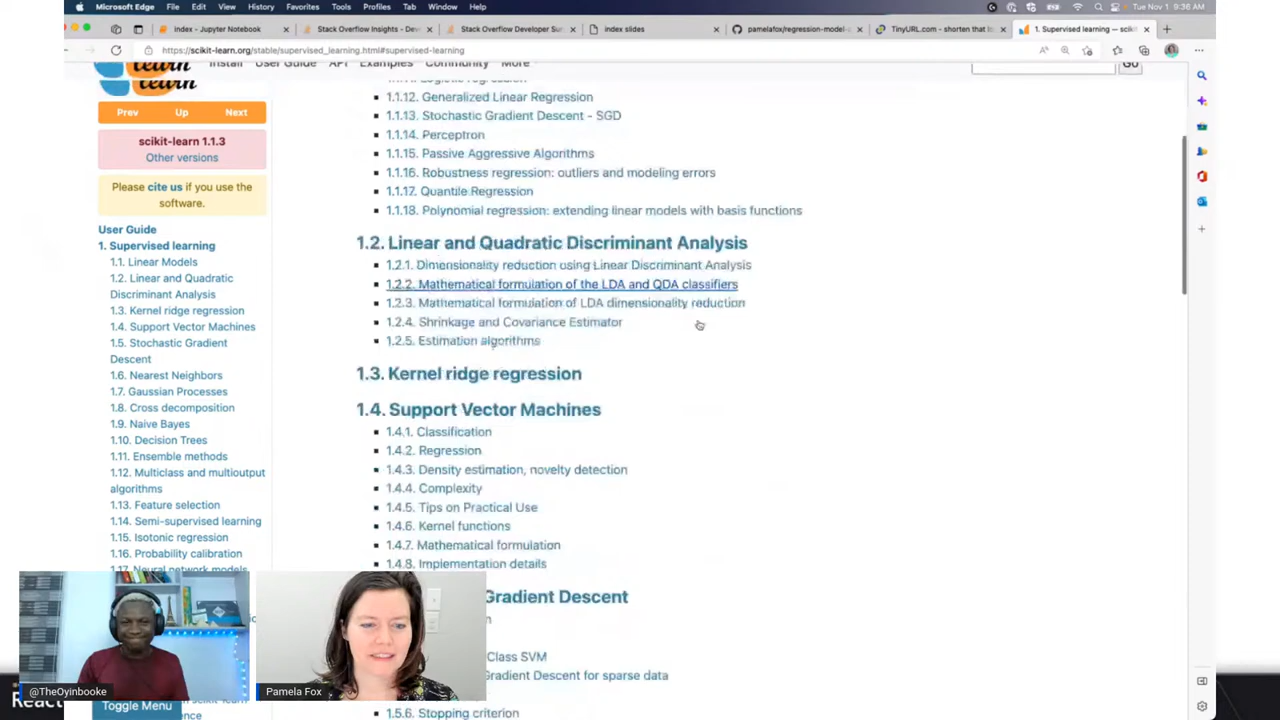 Microsoft Edge File Edit View History Favorites Tools Profiles Tab Window Help
Tue Nov 1 9:36 AM
index - Jupyter Notebook
Stack Overflow Insights - Dev
Stack Overflow Developer Sur
index slides
pamelafox/regression-model-
TinyURL.com - shorten that l
1. Supervised learning — sciki
https://scikit-learn.org/stable/supervised_learning.html#supervised-learning
learn
Install User Guide API Examples Community More
Go
Prev Up Next
scikit-learn 1.1.3
Other versions
Please cite us if you use the
software.
User Guide
1. Supervised learning
1.1. Linear Models
1.2. Linear and Quadratic
Discriminant Analysis
1.3. Kernel ridge regression
1.4. Support Vector Machines
1.5. Stochastic Gradient
Descent
1.6. Nearest Neighbors
1.7. Gaussian Processes
1.8. Cross decomposition
1.9. Naive Bayes
1.10. Decision Trees
1.11. Ensemble methods
1.12. Multiclass and multioutput
algorithms
1.13. Feature selection
1.14. Semi-supervised learning
1.15. Isotonic regression
1.16. Probability calibration
1.17. Neural network models
Toggle Menu
1.1.11. Logistic regression
1.1.12. Generalized Linear Regression
1.1.13. Stochastic Gradient Descent - SGD
1.1.14. Perceptron
1.1.15. Passive Aggressive Algorithms
1.1.16. Robustness regression: outliers and modeling errors
1.1.17. Quantile Regression
1.1.18. Polynomial regression: extending linear models with basis functions
1.2. Linear and Quadratic Discriminant Analysis
1.2.1. Dimensionality reduction using Linear Discriminant Analysis
1.2.2. Mathematical formulation of the LDA and QDA classifiers
1.2.3. Mathematical formulation of LDA dimensionality reduction
1.2.4. Shrinkage and Covariance Estimator
1.2.5. Estimation algorithms
1.3. Kernel ridge regression
1.4. Support Vector Machines
1.4.1. Classification
1.4.2. Regression
1.4.3. Density estimation, novelty detection
1.4.4. Complexity
1.4.5. Tips on Practical Use
1.4.6. Kernel functions
1.4.7. Mathematical formulation
1.4.8. Implementation details
Gradient Descent
Class SVM
Gradient Descent for sparse data
1.5.6. Stopping criterion
@TheOyinbooke
Pamela Fox
React